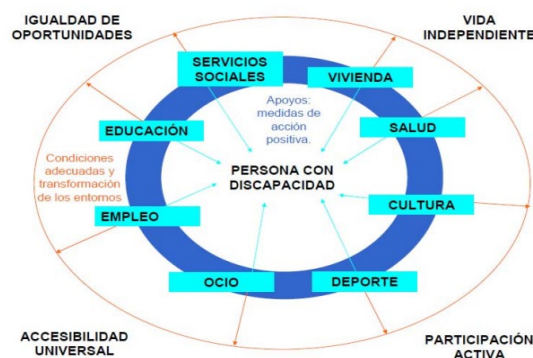 IGUALDAD DE
OPORTUNIDADES
VIDA
INDEPENDIENTE
SERVICIOS
SOCIALES
VIVIENDA
Apoyos:
medidas de
acción
positiva.
EDUCACIÓN
SALUD
Condiciones
adecuadas y
transformación
de los entornos
PERSONA CON
DISCAPACIDAD
EMPLEO
CULTURA
OCIO
DEPORTE
ACCESIBILIDAD
UNIVERSAL
PARTICIPACIÓN
ACTIVA